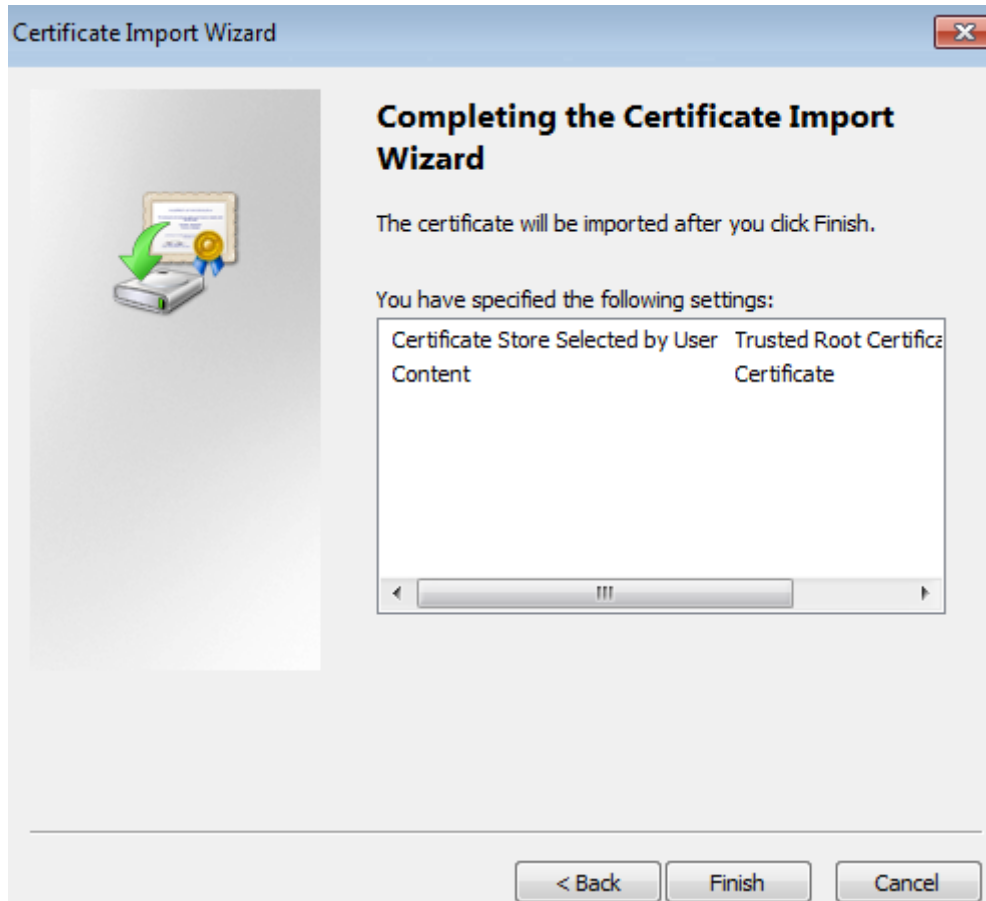 Certificate Import Wizard
Completing the Certificate Import
Wizard
The certificate will be imported after you click Finish.
You have specified the following settings:
Certificate Store Selected by User Trusted Root Certifica
Content Certificate
< Back Finish Cancel